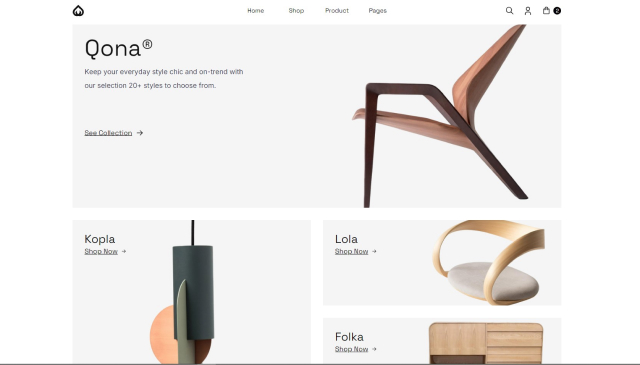 Home Shop Product Pages 2
Qona®
Keep your everyday style chic and on-trend with
our selection 20+ styles to choose from.
See Collection →
Kopla
Shop Now →
Lola
Shop Now →
Folka
Shop Now →